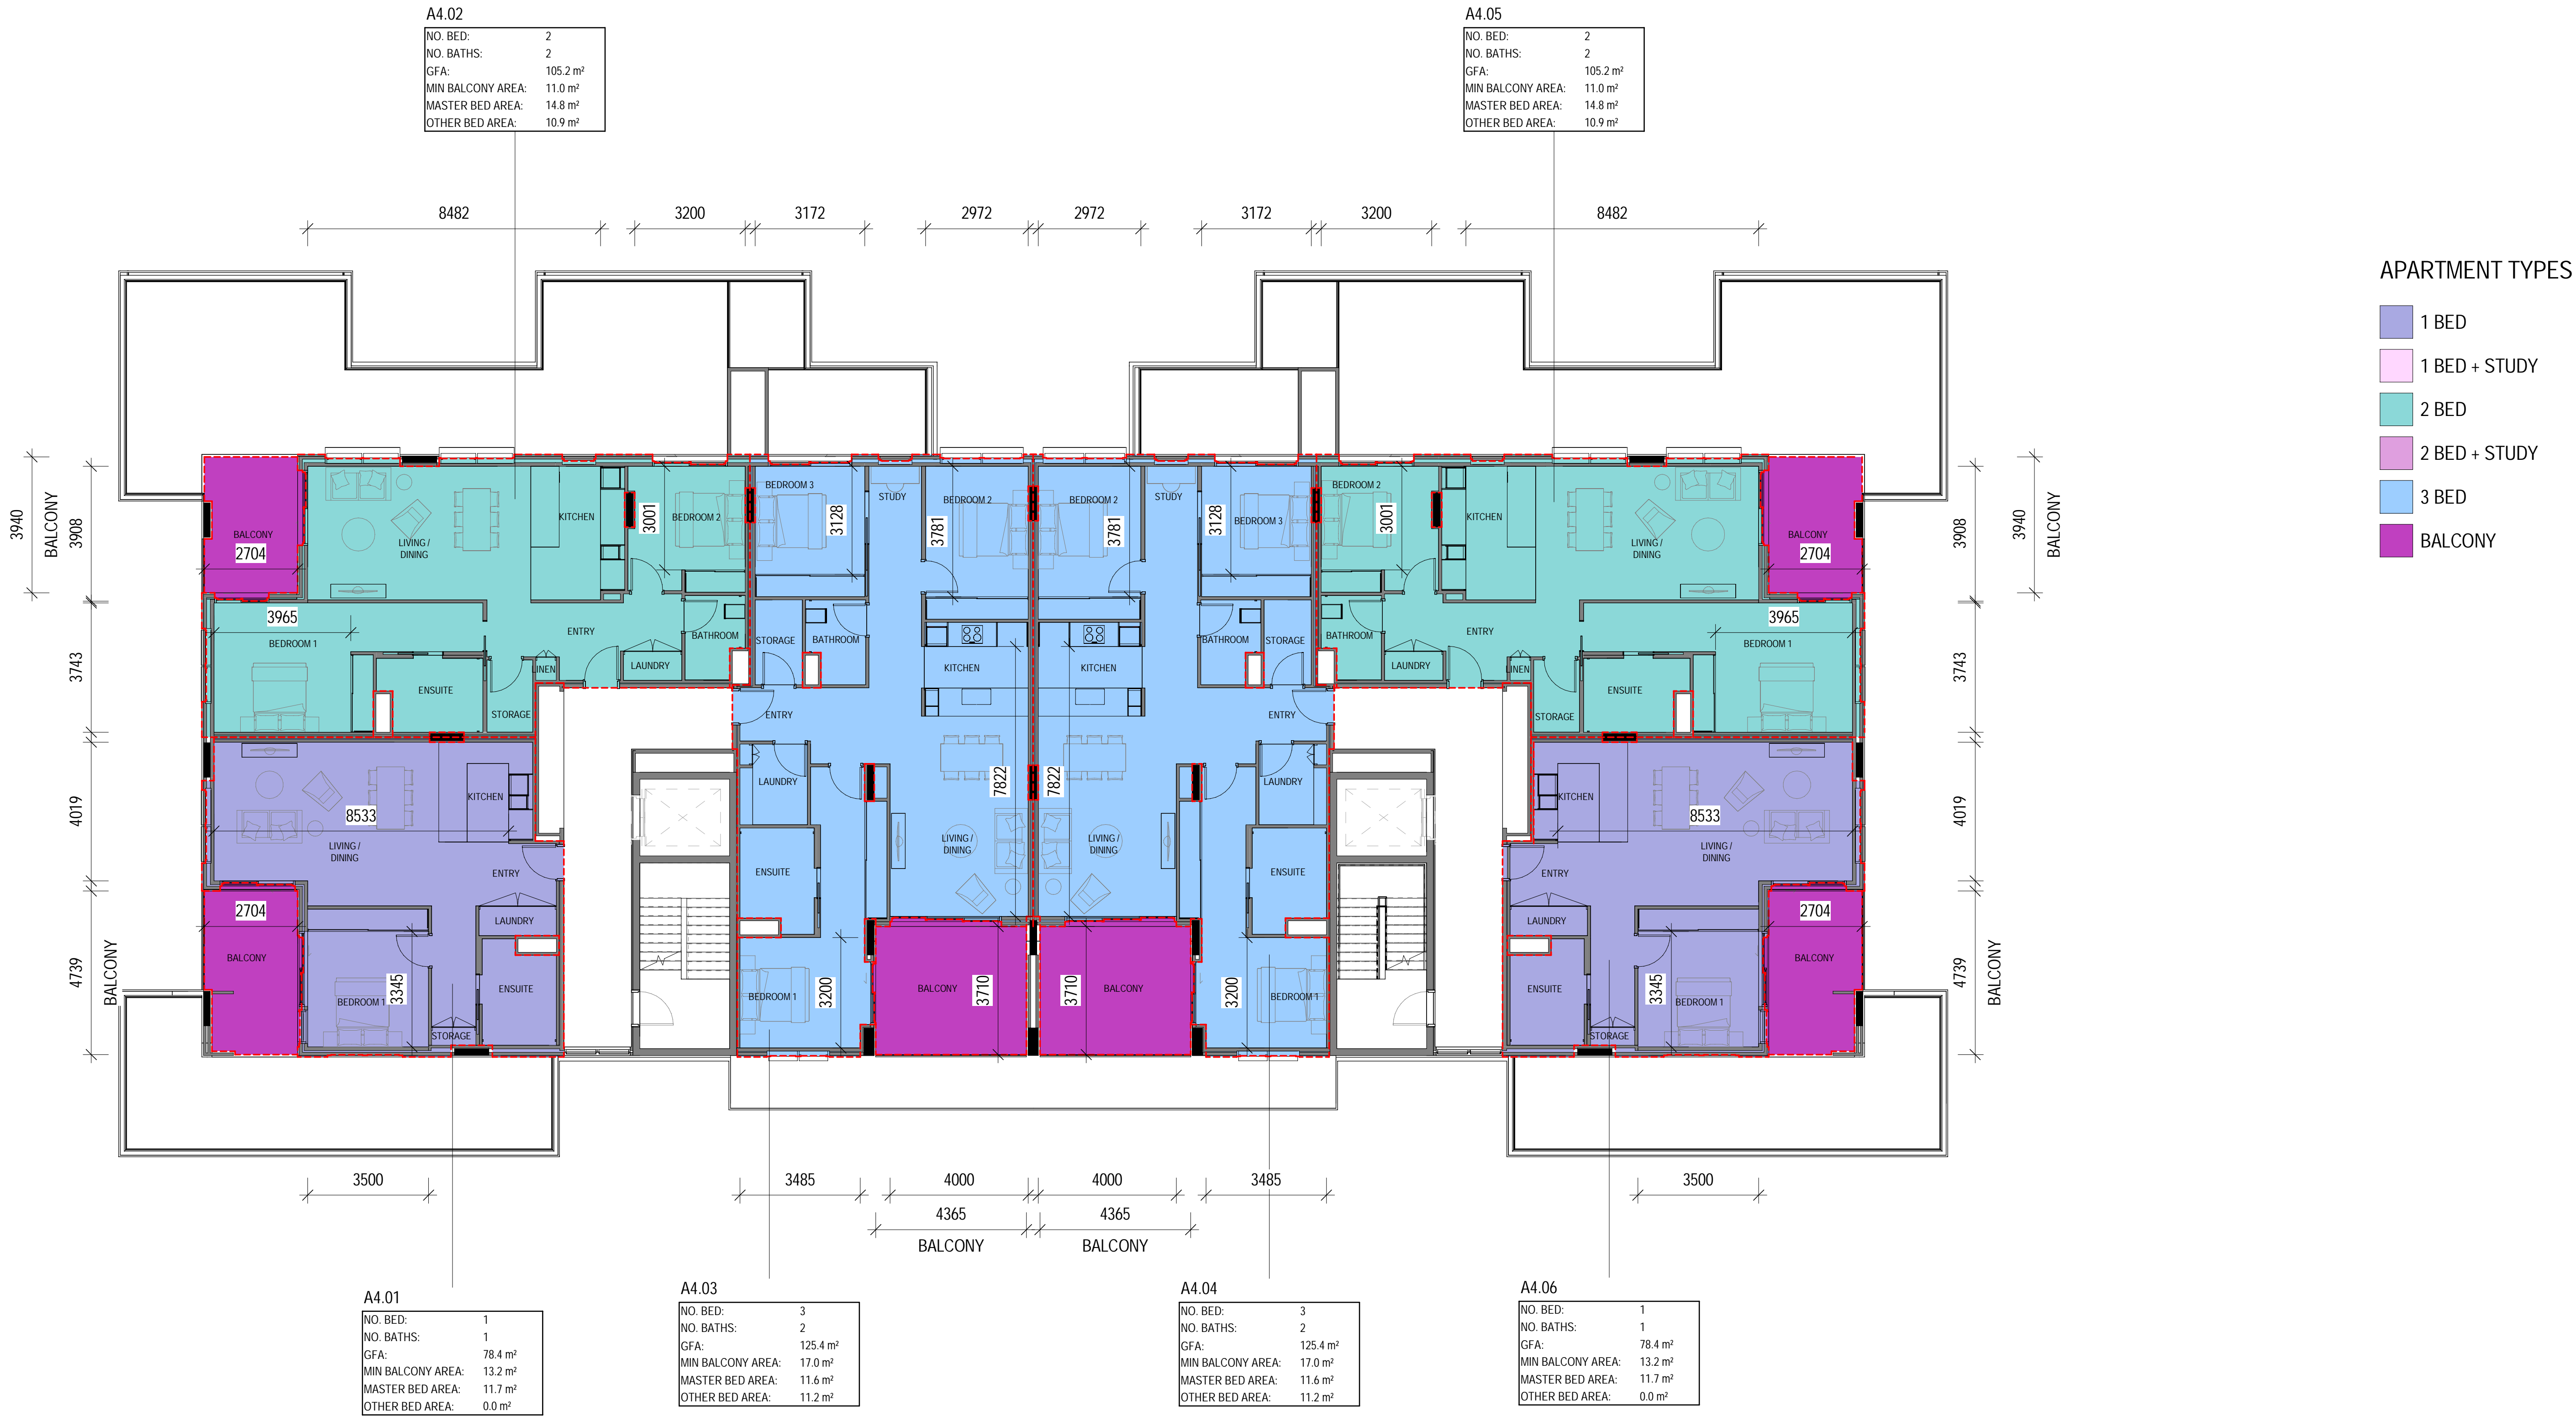 A4.02
NO. BED: 2
NO. BATHS: 2
GFA: 105.2 m²
MIN BALCONY AREA: 11.0 m²
MASTER BED AREA: 14.8 m²
OTHER BED AREA: 10.9 m²
A4.05
NO. BED: 2
NO. BATHS: 2
GFA: 105.2 m²
MIN BALCONY AREA: 11.0 m²
MASTER BED AREA: 14.8 m²
OTHER BED AREA: 10.9 m²
8482 3200 3172 2972 2972 3172 3200 8482
APARTMENT TYPES
1 BED
1 BED + STUDY
2 BED
2 BED + STUDY
3 BED
BALCONY
3940
BALCONY
3908
3743
4019
4739
BALCONY
BALCONY
2704
LIVING /
DINING
KITCHEN
3001
BEDROOM 2
3965
BEDROOM 1
ENTRY
BATHROOM
LINEN
LAUNDRY
ENSUITE
STORAGE
BEDROOM 3
3128
STUDY
BEDROOM 2
3781
STORAGE
BATHROOM
KITCHEN
ENTRY
LAUNDRY
7822
ENSUITE
LIVING /
DINING
BEDROOM 1
3200
BALCONY
3710
BEDROOM 2
3781
STUDY
3128
BEDROOM 3
BATHROOM
STORAGE
KITCHEN
ENTRY
LAUNDRY
7822
LIVING /
DINING
ENSUITE
3710
BALCONY
3200
BEDROOM 1
BEDROOM 2
3001
KITCHEN
LIVING /
DINING
BALCONY
2704
3965
BEDROOM 1
BATHROOM
ENTRY
LAUNDRY
LINEN
ENSUITE
STORAGE
KITCHEN
8533
LIVING /
DINING
ENTRY
LAUNDRY
2704
BALCONY
BEDROOM 1
3345
ENSUITE
STORAGE
KITCHEN
8533
LIVING /
DINING
ENTRY
LAUNDRY
2704
BALCONY
ENSUITE
3345
BEDROOM 1
STORAGE
3908
3940
BALCONY
3743
4019
4739
BALCONY
3500 3485 4000 4000 3485 3500
4365 4365
BALCONY BALCONY
A4.01
NO. BED: 1
NO. BATHS: 1
GFA: 78.4 m²
MIN BALCONY AREA: 13.2 m²
MASTER BED AREA: 11.7 m²
OTHER BED AREA: 0.0 m²
A4.03
NO. BED: 3
NO. BATHS: 2
GFA: 125.4 m²
MIN BALCONY AREA: 17.0 m²
MASTER BED AREA: 11.6 m²
OTHER BED AREA: 11.2 m²
A4.04
NO. BED: 3
NO. BATHS: 2
GFA: 125.4 m²
MIN BALCONY AREA: 17.0 m²
MASTER BED AREA: 11.6 m²
OTHER BED AREA: 11.2 m²
A4.06
NO. BED: 1
NO. BATHS: 1
GFA: 78.4 m²
MIN BALCONY AREA: 13.2 m²
MASTER BED AREA: 11.7 m²
OTHER BED AREA: 0.0 m²